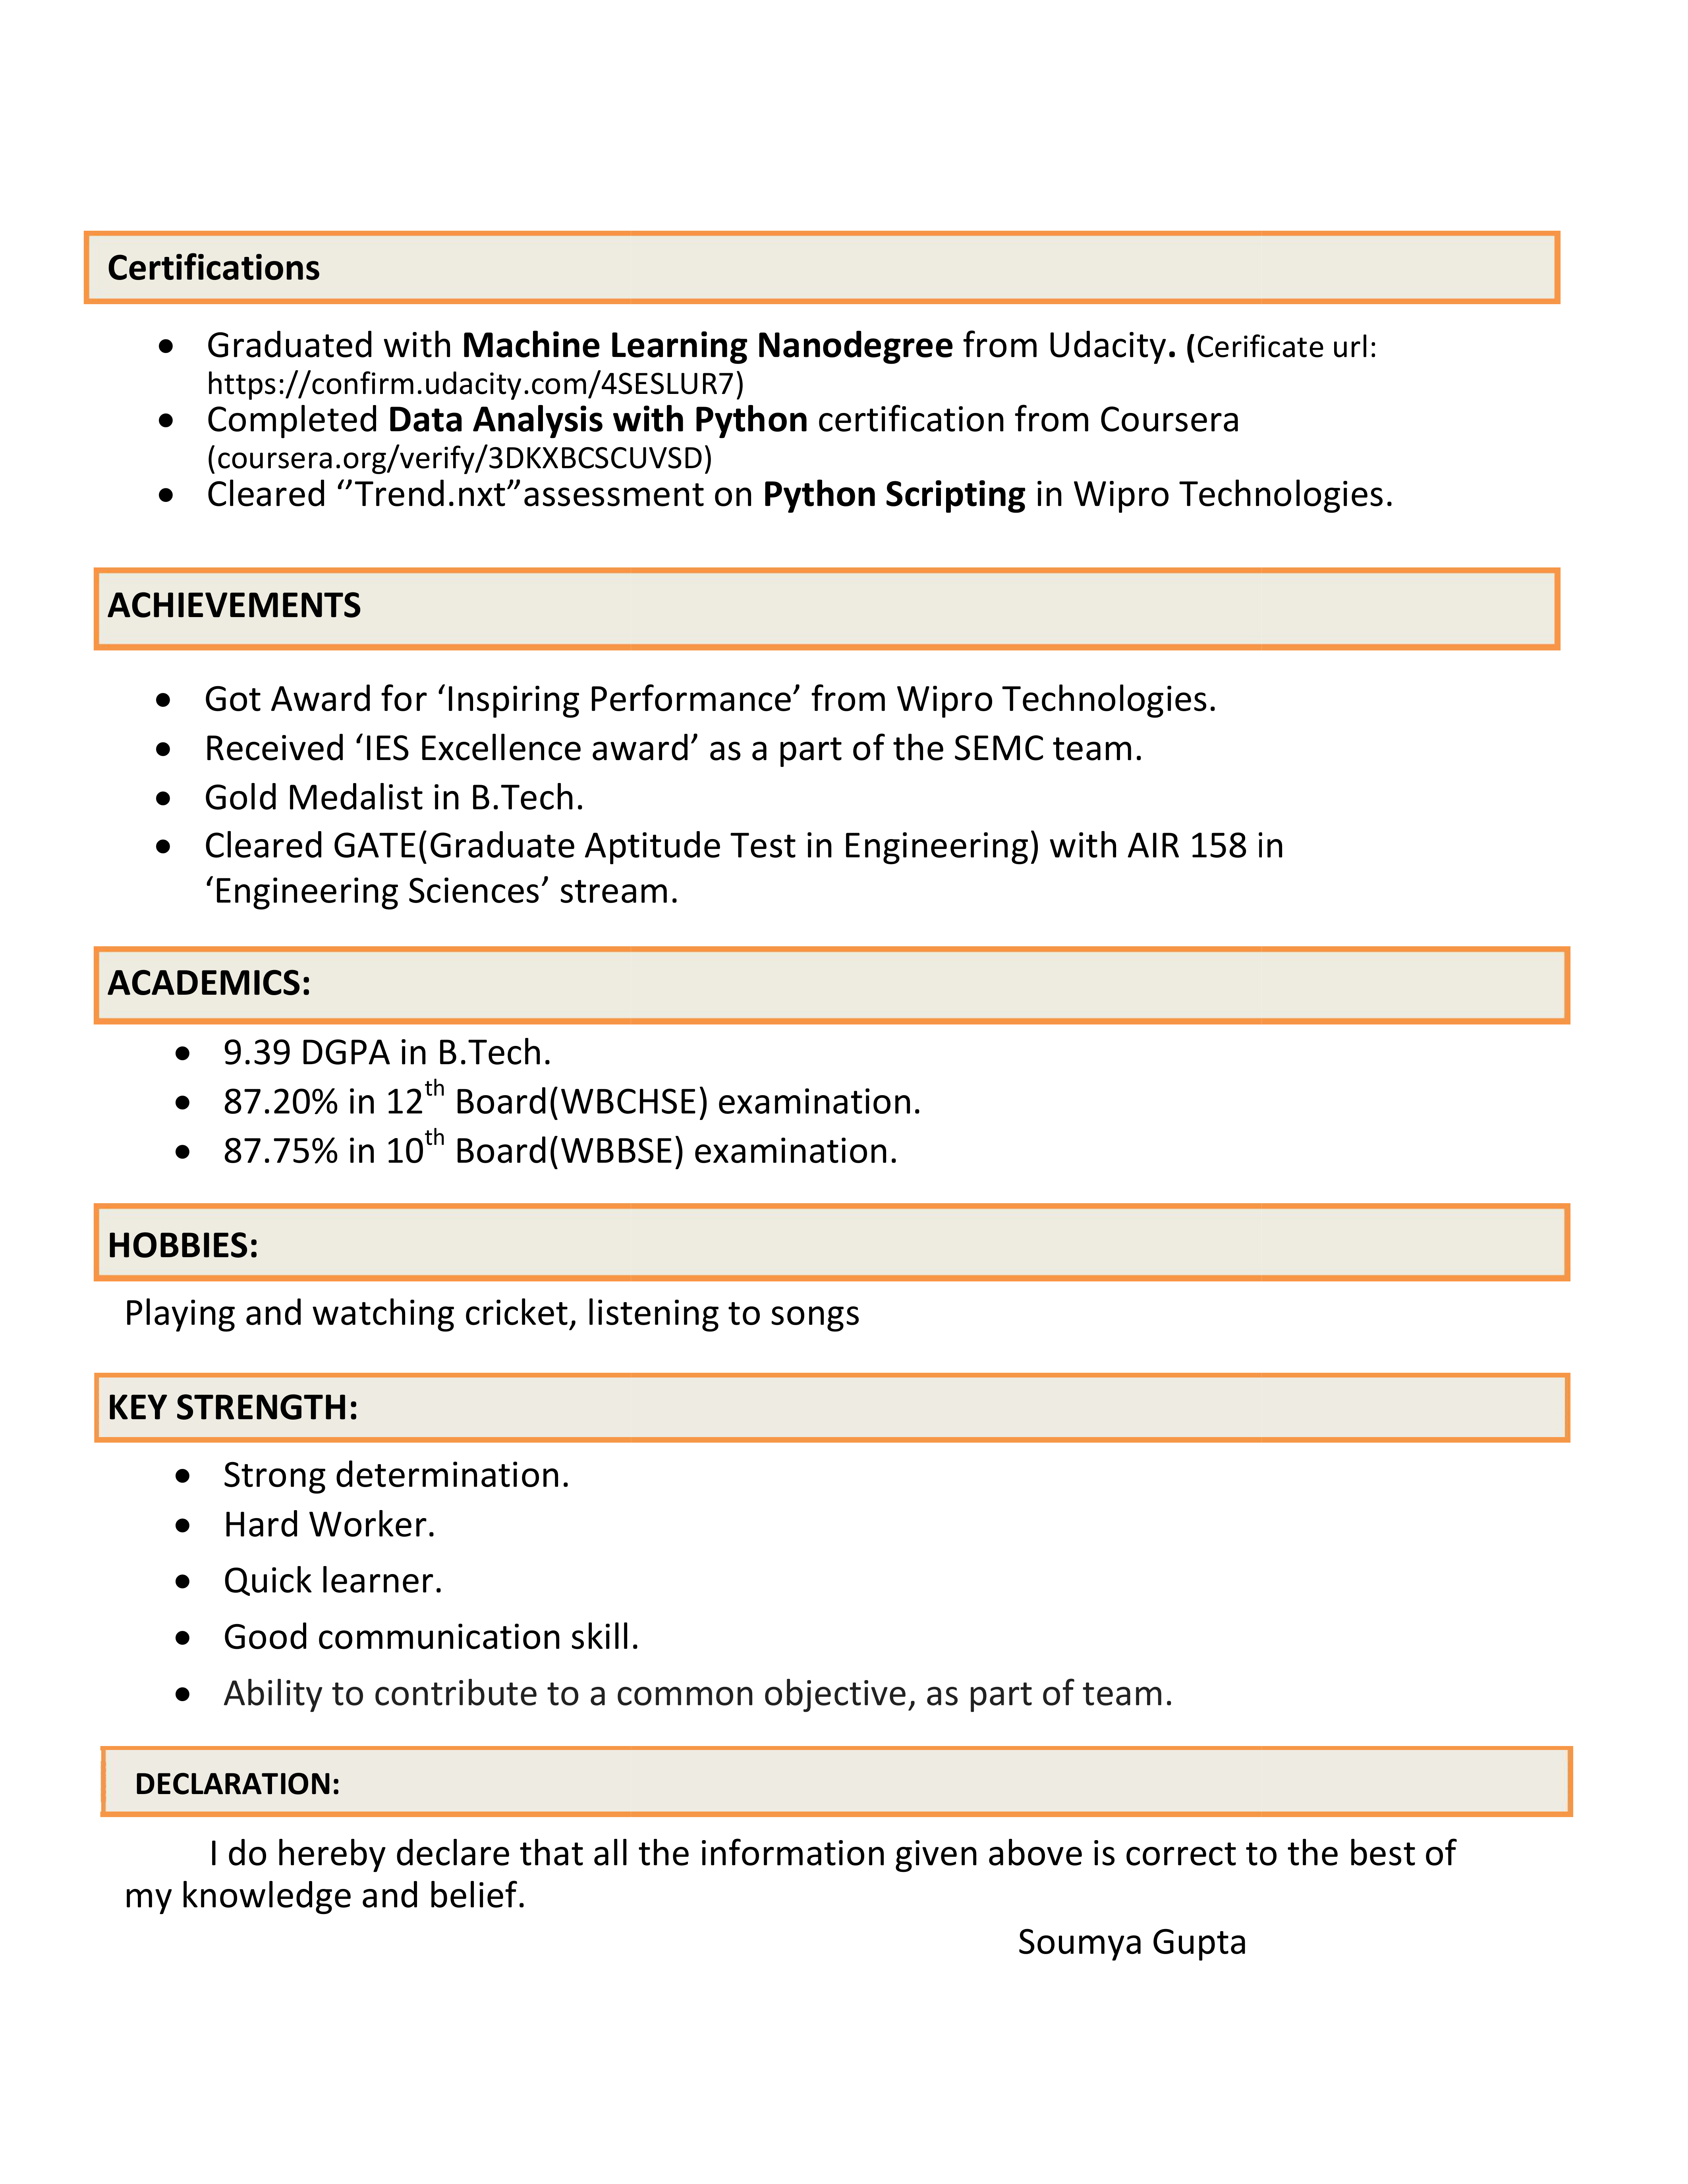 Certifications
• Graduated with Machine Learning Nanodegree from Udacity. (Cerificate url:
https://confirm.udacity.com/4SESLUR7)
• Completed Data Analysis with Python certification from Coursera
(coursera.org/verify/3DKXBCSCUVSD)
• Cleared ‘’Trend.nxt”assessment on Python Scripting in Wipro Technologies.
ACHIEVEMENTS
• Got Award for ‘Inspiring Performance’ from Wipro Technologies.
• Received ‘IES Excellence award’ as a part of the SEMC team.
• Gold Medalist in B.Tech.
• Cleared GATE(Graduate Aptitude Test in Engineering) with AIR 158 in
‘Engineering Sciences’ stream.
ACADEMICS:
• 9.39 DGPA in B.Tech.
• 87.20% in 12th Board(WBCHSE) examination.
• 87.75% in 10th Board(WBBSE) examination.
HOBBIES:
Playing and watching cricket, listening to songs
KEY STRENGTH:
• Strong determination.
• Hard Worker.
• Quick learner.
• Good communication skill.
• Ability to contribute to a common objective, as part of team.
DECLARATION:
I do hereby declare that all the information given above is correct to the best of
my knowledge and belief.
Soumya Gupta